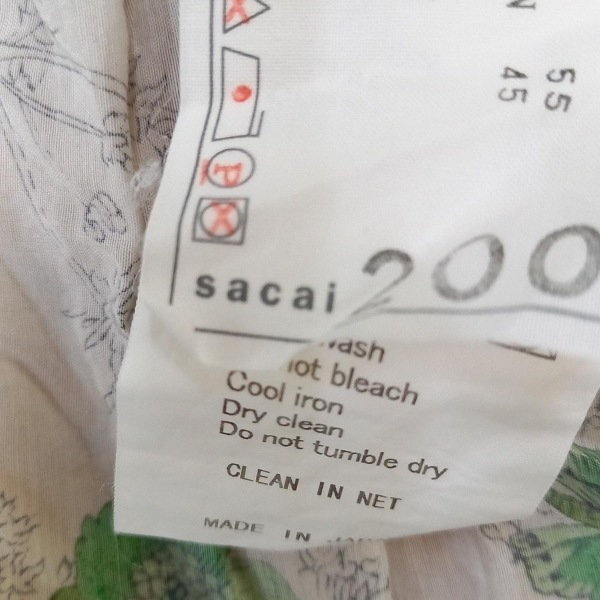 N
55
45
P
sacai 200
Wash
not bleach
Cool iron
Dry clean
Do not tumble dry
CLEAN IN NET
MADE IN